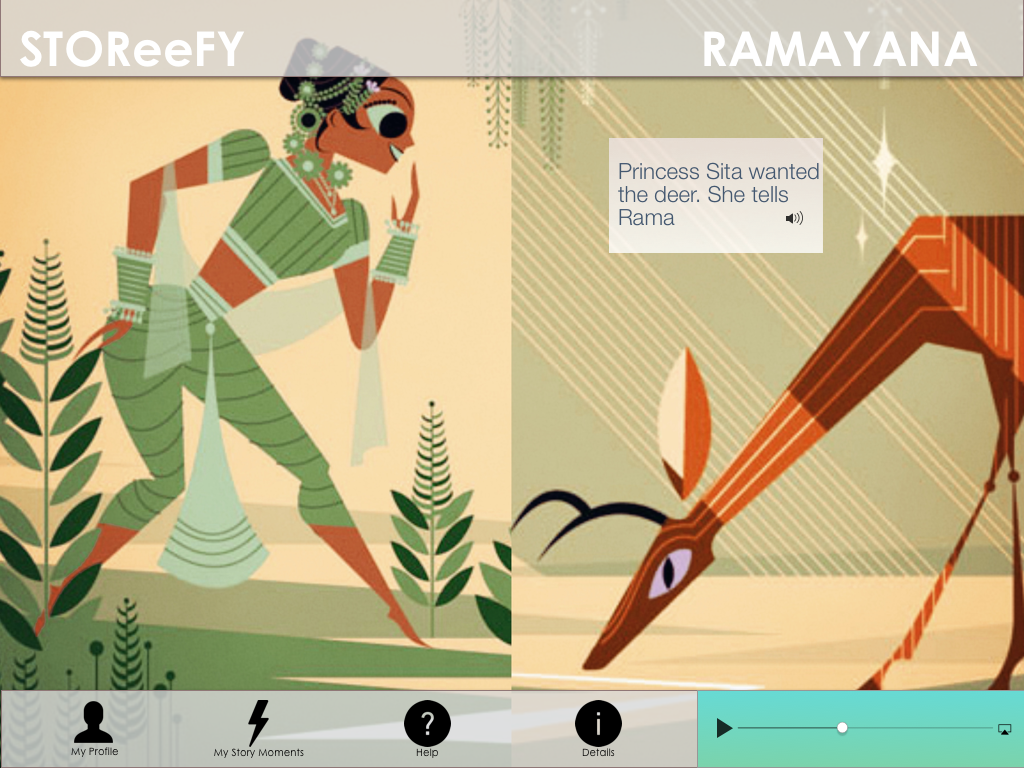 STOReeFY
RAMAYANA
Princess Sita wanted
the deer. She tells
Rama
My Profile
My Story Moments
Help
Details